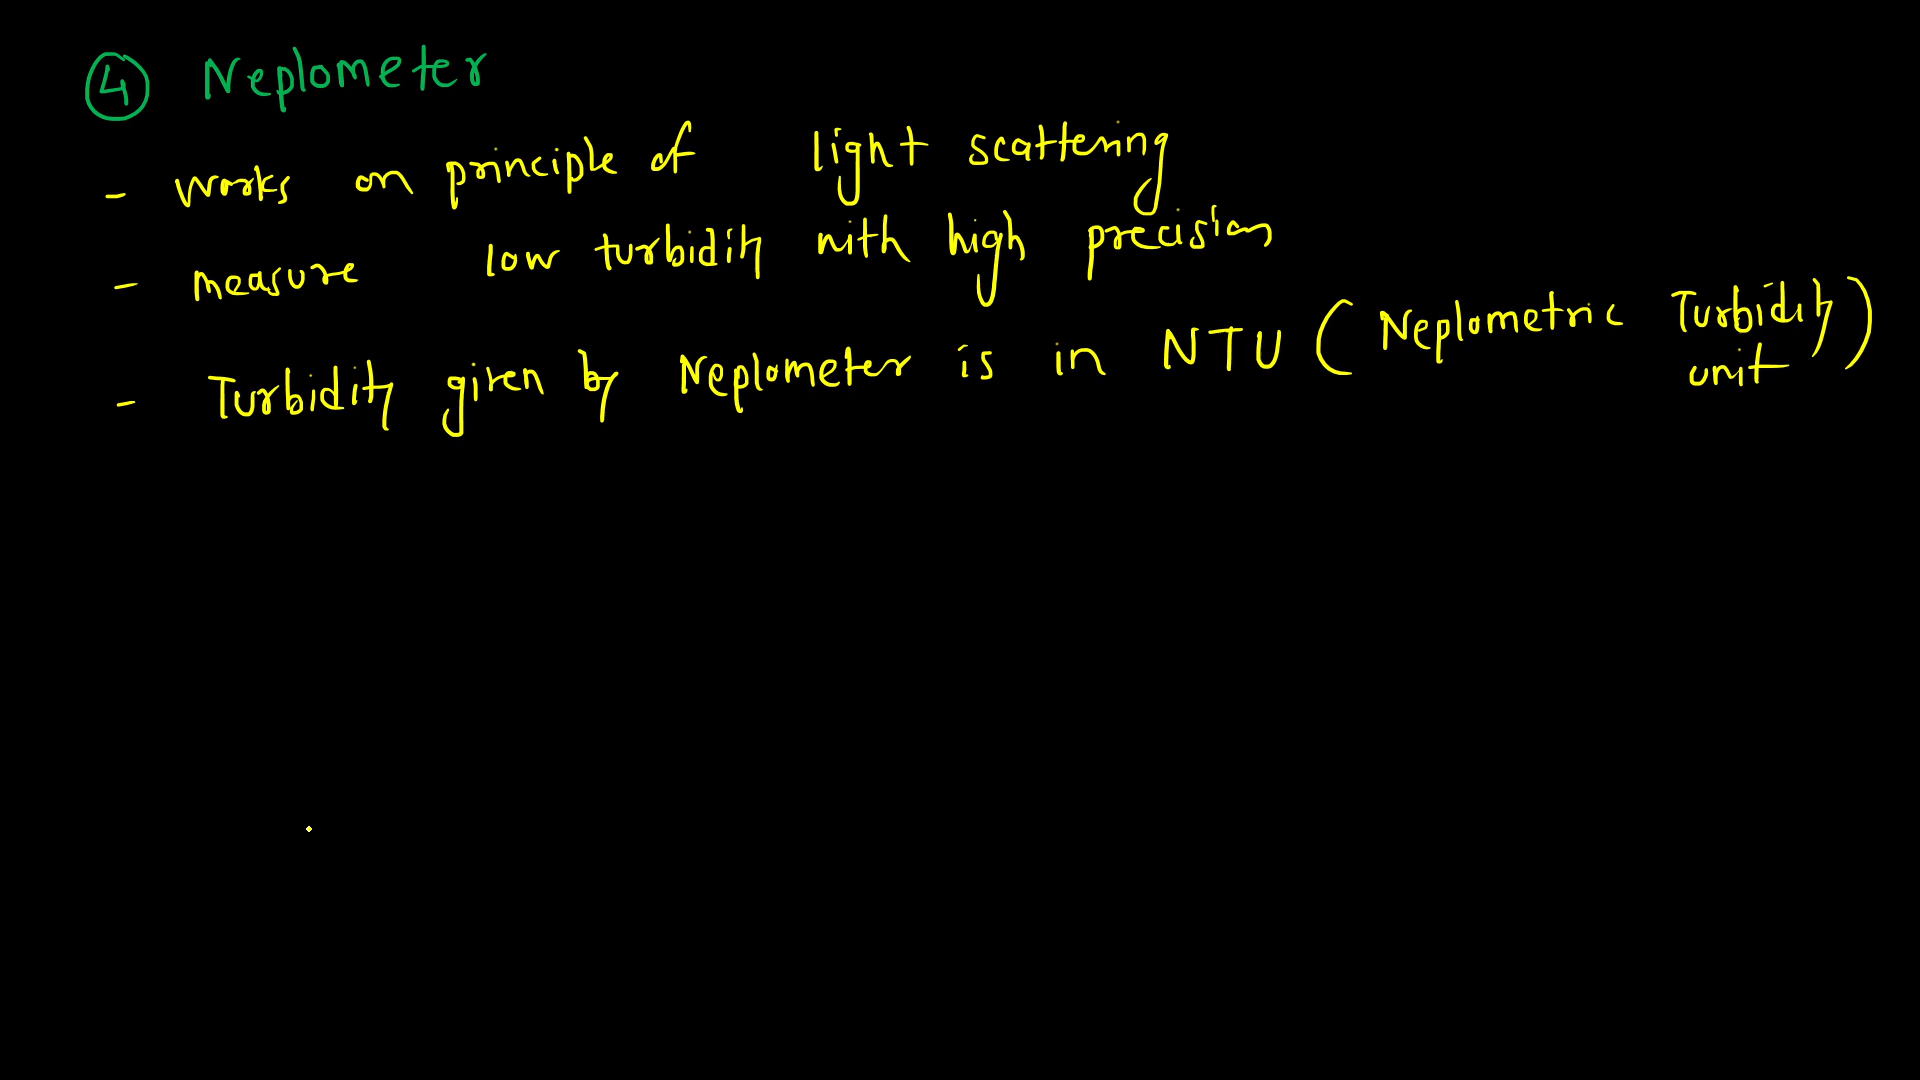 ④ Neplometer
- works on principle of light scattering
- measure low turbidity with high precision
- Turbidity given by Neplometer is in NTU (Neplometric Turbidity unit)